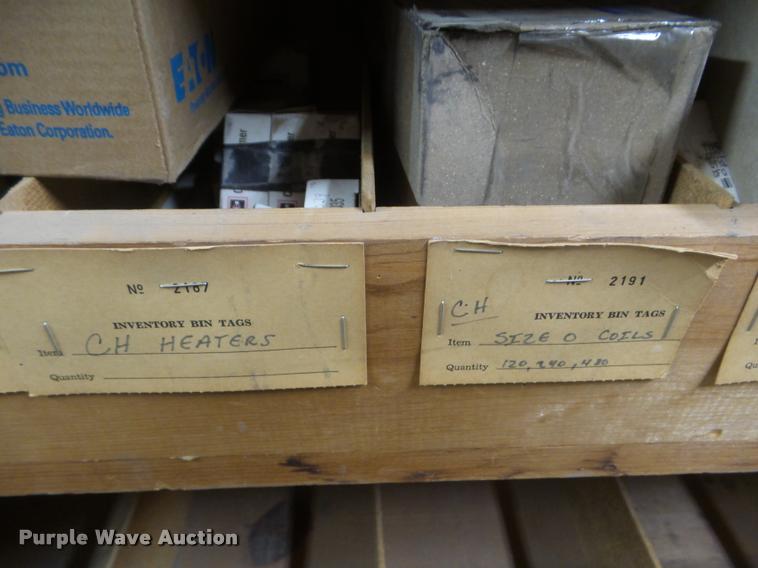 om
Business Worldwide
Eaton Corporation.
EATON
No 2167
INVENTORY BIN TAGS
Item CH HEATERS
Quantity
No 2191
CH
INVENTORY BIN TAGS
Item SIZE O COILS
Quantity 120, 240, 480
Purple Wave Auction